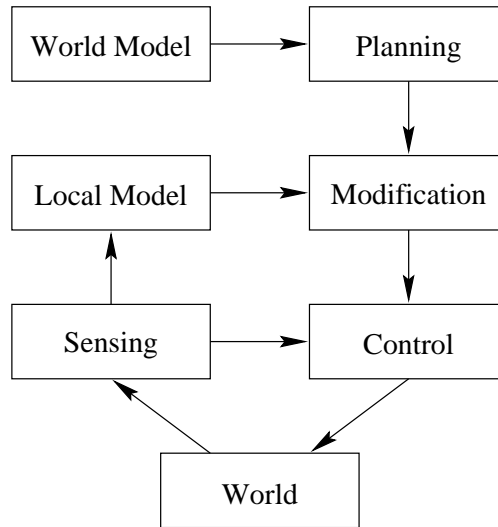 World Model
Planning
Local Model
Modification
Sensing
Control
World